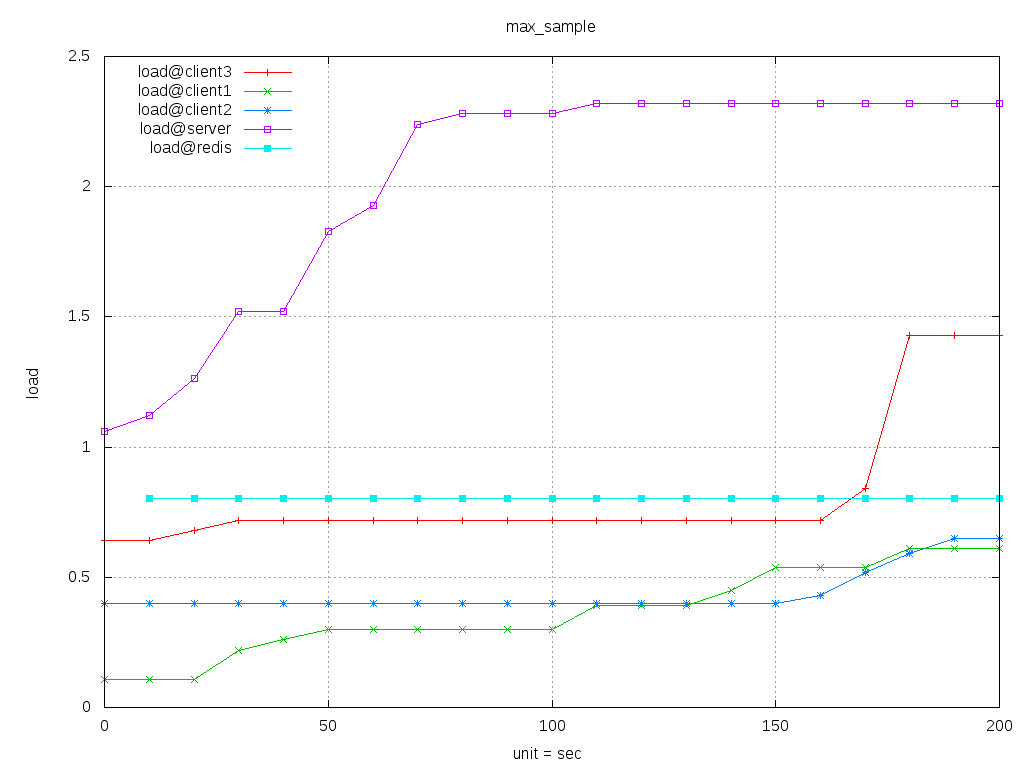 max_sample
load@client3
load@client1
load@client2
load@server
load@redis
2.5
2
1.5
1
0.5
0
load
0 50 100 150 200
unit = sec